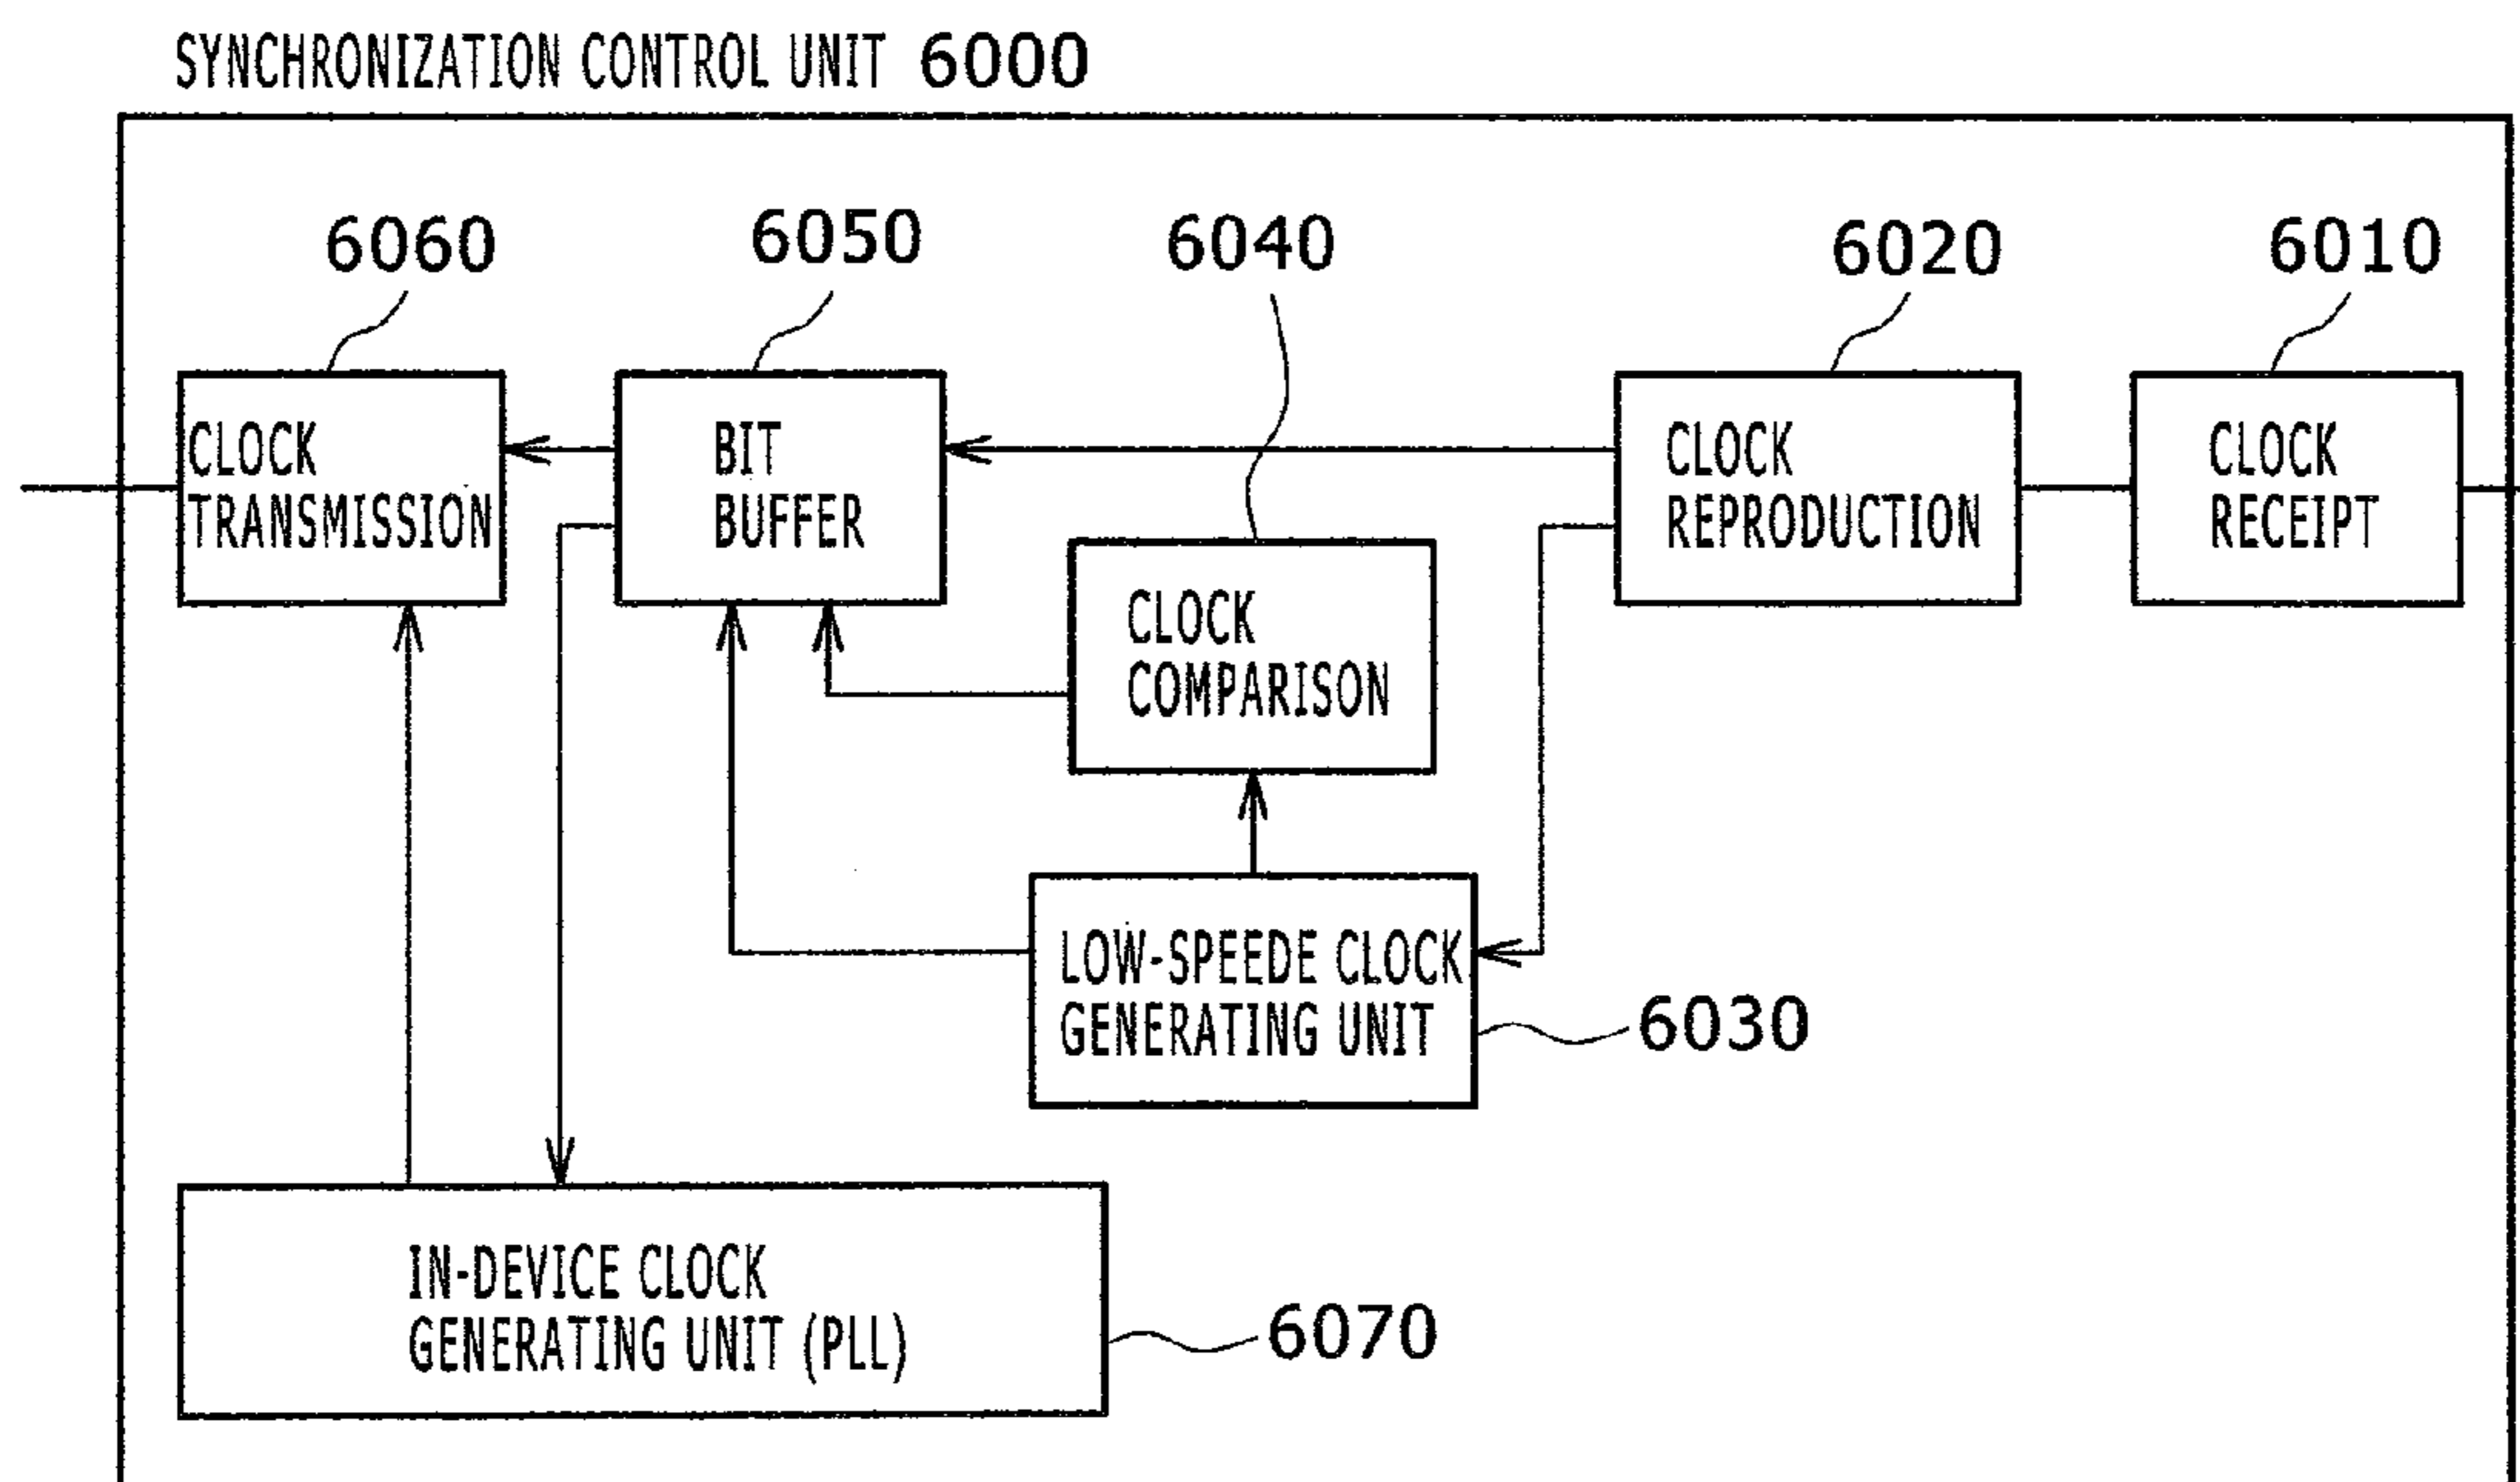 SYNCHRONIZATION CONTROL UNIT 6000
6060
6050
6040
6020
6010
CLOCK
TRANSMISSION
BIT
BUFFER
CLOCK
REPRODUCTION
CLOCK
RECEIPT
CLOCK
COMPARISON
LOW-SPEEDE CLOCK
GENERATING UNIT
6030
IN-DEVICE CLOCK
GENERATING UNIT (PLL)
6070